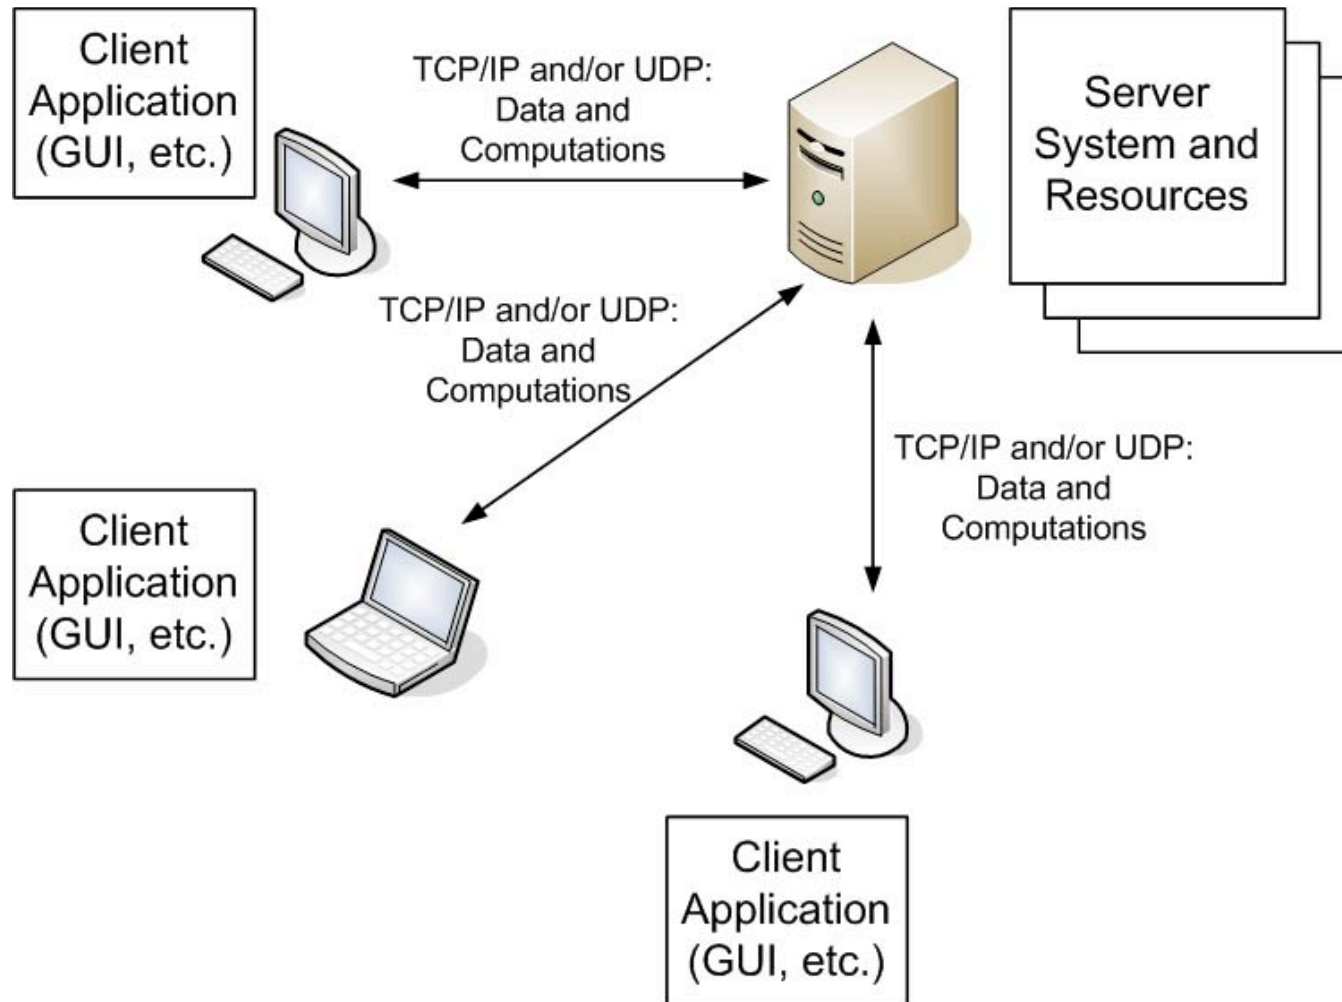 Client
Application
(GUI, etc.)
TCP/IP and/or UDP:
Data and
Computations
Server
System and
Resources
TCP/IP and/or UDP:
Data and
Computations
TCP/IP and/or UDP:
Data and
Computations
Client
Application
(GUI, etc.)
Client
Application
(GUI, etc.)